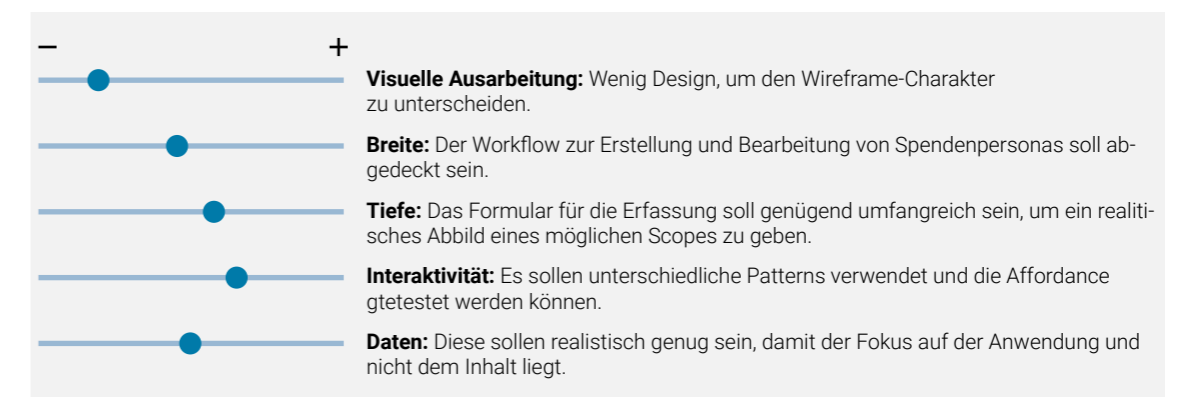 − +
Visuelle Ausarbeitung: Wenig Design, um den Wireframe-Charakter
zu unterscheiden.
Breite: Der Workflow zur Erstellung und Bearbeitung von Spendenpersonas soll ab-
gedeckt sein.
Tiefe: Das Formular für die Erfassung soll genügend umfangreich sein, um ein realiti-
sches Abbild eines möglichen Scopes zu geben.
Interaktivität: Es sollen unterschiedliche Patterns verwendet und die Affordance
gtetestet werden können.
Daten: Diese sollen realistisch genug sein, damit der Fokus auf der Anwendung und
nicht dem Inhalt liegt.